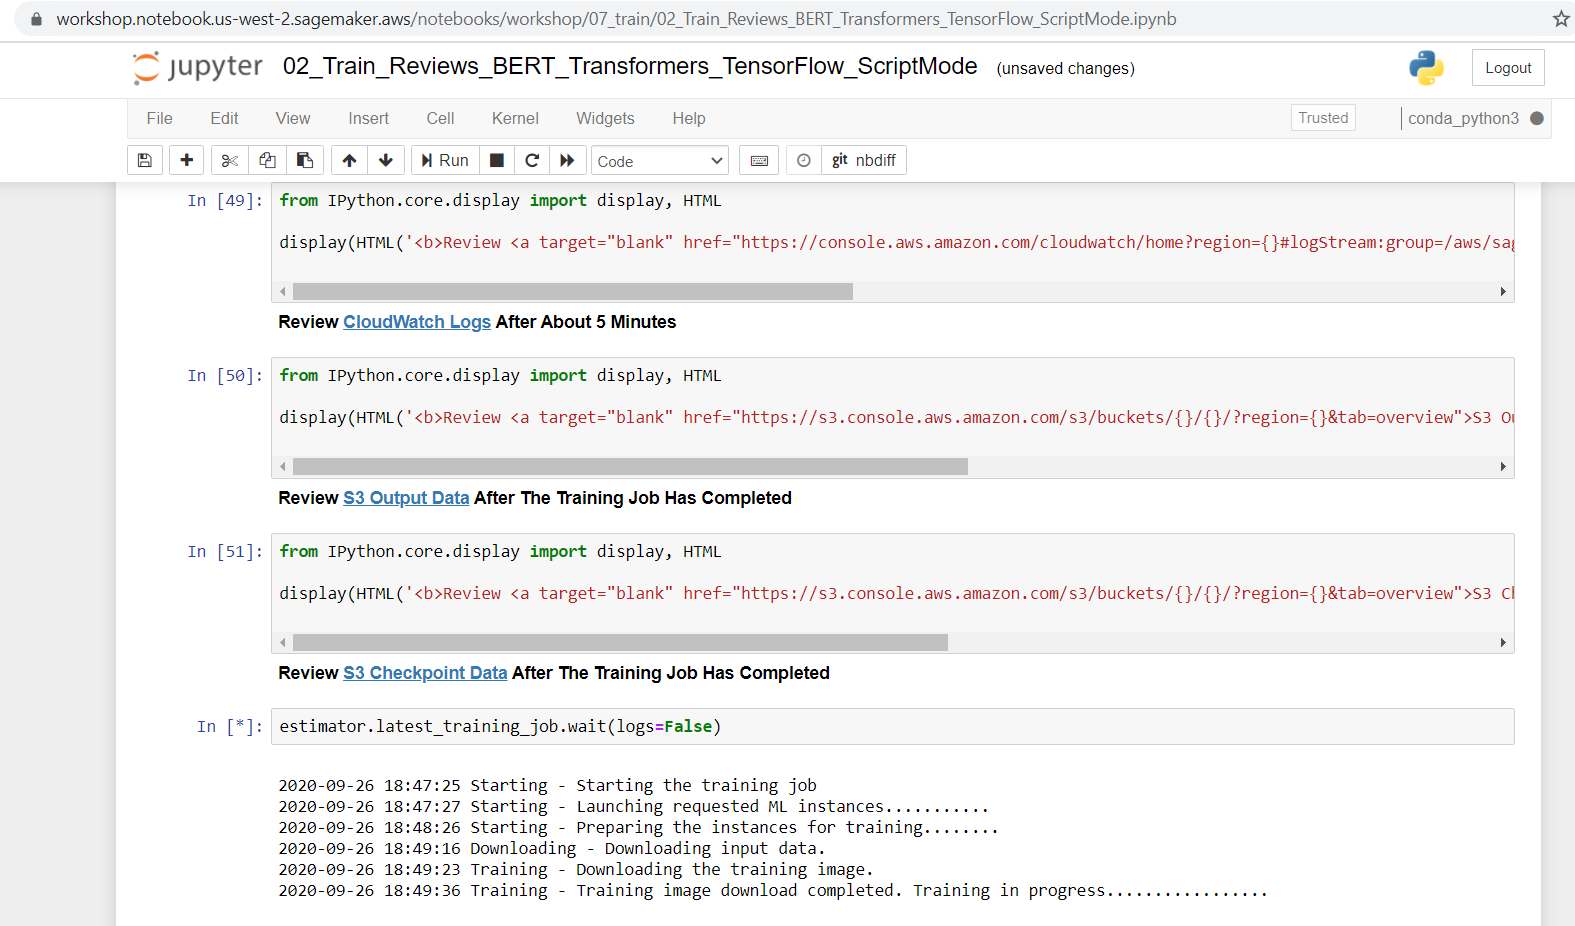 workshop.notebook.us-west-2.sagemaker.aws/notebooks/workshop/07_train/02_Train_Reviews_BERT_Transformers_TensorFlow_ScriptMode.ipynb
jupyter 02_Train_Reviews_BERT_Transformers_TensorFlow_ScriptMode (unsaved changes) Logout
File Edit View Insert Cell Kernel Widgets Help Trusted conda_python3
Run Code git nbdiff
In [49]: from IPython.core.display import display, HTML
display(HTML('<b>Review <a target="blank" href="https://console.aws.amazon.com/cloudwatch/home?region={}#logStream:group=/aws/sag
Review CloudWatch Logs After About 5 Minutes
In [50]: from IPython.core.display import display, HTML
display(HTML('<b>Review <a target="blank" href="https://s3.console.aws.amazon.com/s3/buckets/{}/{}/?region={}&tab=overview">S3 Ou
Review S3 Output Data After The Training Job Has Completed
In [51]: from IPython.core.display import display, HTML
display(HTML('<b>Review <a target="blank" href="https://s3.console.aws.amazon.com/s3/buckets/{}/{}/?region={}&tab=overview">S3 Ch
Review S3 Checkpoint Data After The Training Job Has Completed
In [*]: estimator.latest_training_job.wait(logs=False)
2020-09-26 18:47:25 Starting - Starting the training job
2020-09-26 18:47:27 Starting - Launching requested ML instances...........
2020-09-26 18:48:26 Starting - Preparing the instances for training........
2020-09-26 18:49:16 Downloading - Downloading input data.
2020-09-26 18:49:23 Training - Downloading the training image.
2020-09-26 18:49:36 Training - Training image download completed. Training in progress.................